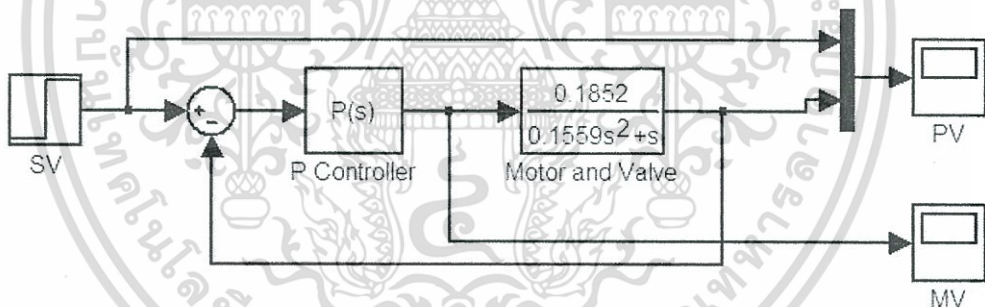 SV
+
−
P(s)
P Controller
0.1852
0.1559s²+s
Motor and Valve
PV
MV